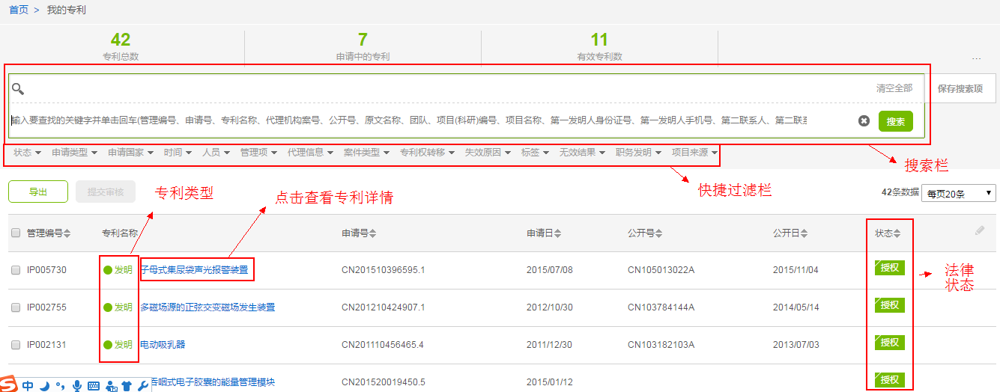 首页 > 我的专利
42 7 11
专利总数 申请中的专利 有效专利数 ...
清空全部 保存搜索项
输入要查找的关键字并单击回车(管理编号、申请号、专利名称、代理机构案号、公开号、原文名称、团队、项目(科研)编号、项目名称、第一发明人身份证号、第一发明人手机号、第二联系人、第二联系 搜索
状态 申请类型 申请国家 时间 人员 管理项 代理信息 案件类型 专利权转移 失效原因 标签 无效结果 职务发明 项目来源
搜索栏
快捷过滤栏
导出 提交审核 专利类型 点击查看专利详情 42条数据 每页20条
管理编号 专利名称 申请号 申请日 公开号 公开日 状态
IP005730 发明 子母式集尿袋声光报警装置 CN201510396595.1 2015/07/08 CN105013022A 2015/11/04 授权
法律
状态
IP002755 发明 多磁场源的正弦交变磁场发生装置 CN201210424907.1 2012/10/30 CN103784144A 2014/05/14 授权
IP002131 发明 电动吸乳器 CN201110456465.4 2011/12/30 CN103182103A 2013/07/03 授权
中 吞咽式电子胶囊的能量管理模块 CN201520019450.5 2015/01/12 授权